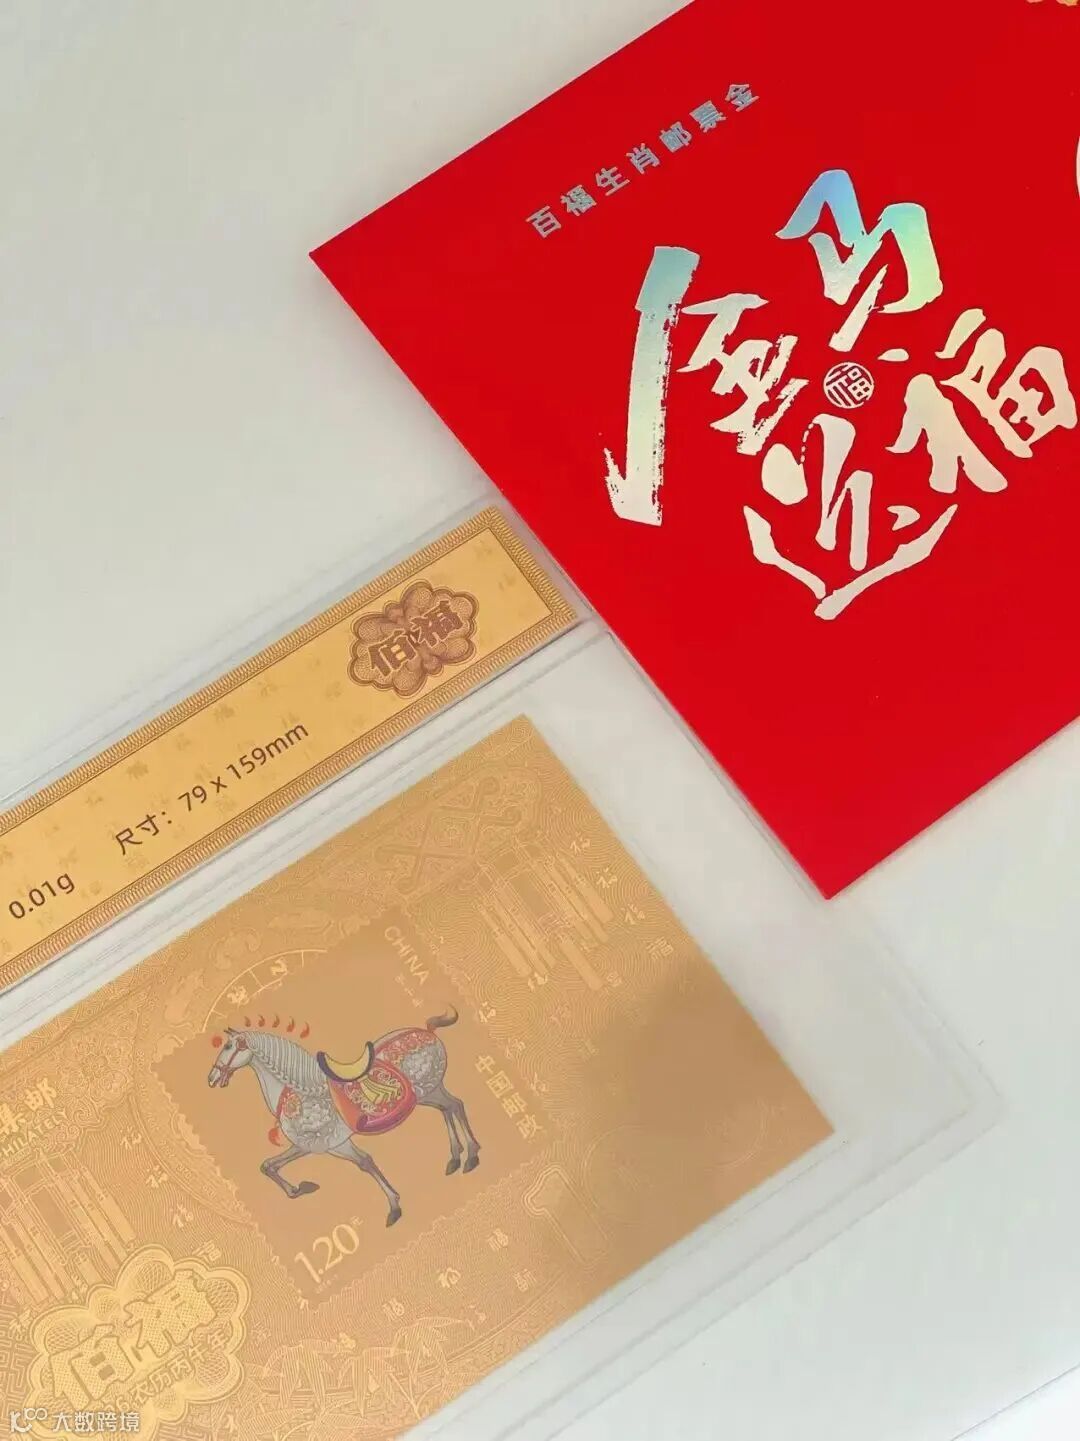 百福生肖邮票金
金马送福
福
佰福
尺寸：79 x 159mm
0.01g
CHINA
中国邮政
1.20元
集邮
PHILATELY
佰福
农历丙午年
大数跨境